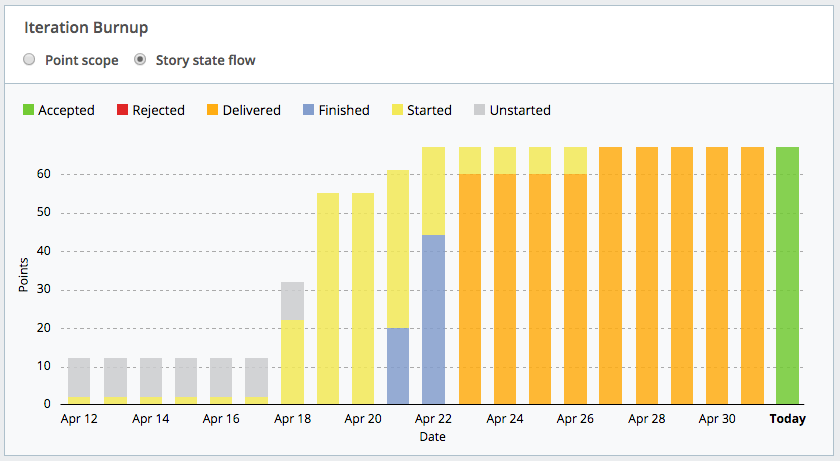 Iteration Burnup
Point scope Story state flow
Accepted Rejected Delivered Finished Started Unstarted
60
50
40
30
20
10
0
Points
Apr 12 Apr 14 Apr 16 Apr 18 Apr 20 Apr 22 Apr 24 Apr 26 Apr 28 Apr 30 Today
Date